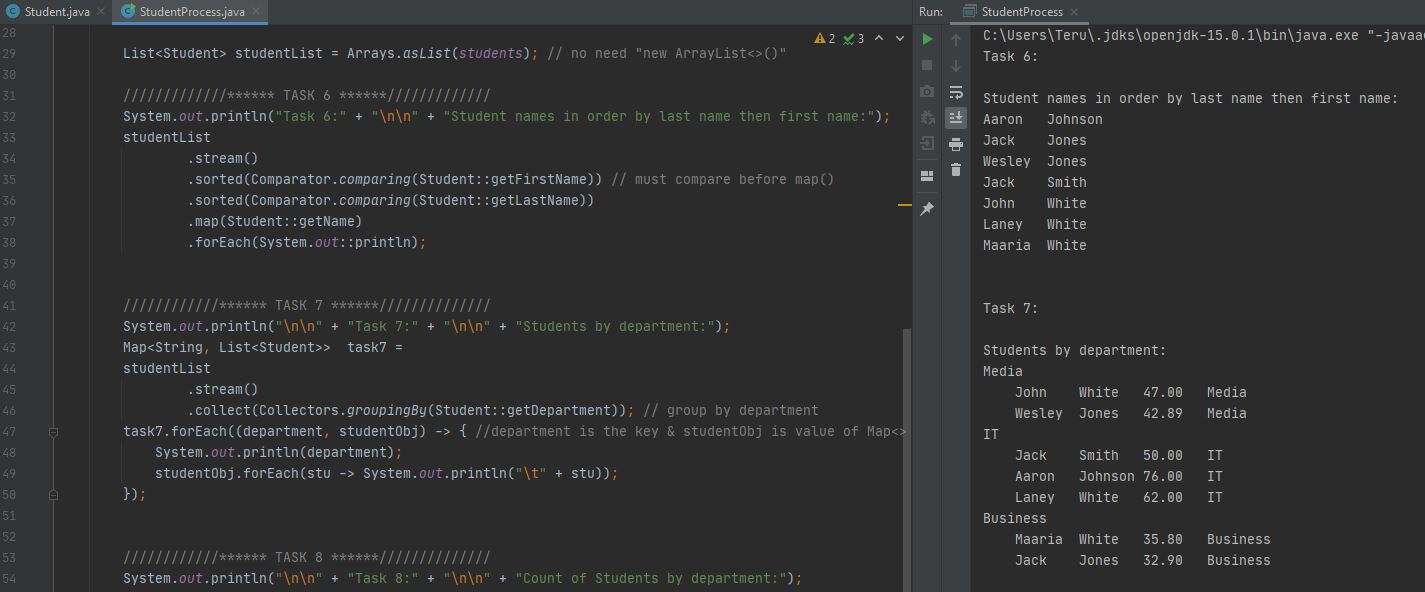 Student.java StudentProcess.java
28
29 List<Student> studentList = Arrays.asList(students); // no need "new ArrayList<>()"
2 3
30
31 /////////////****** TASK 6 ******/////////////
32 System.out.println("Task 6:" + "\n\n" + "Student names in order by last name then first name:");
33 studentList
34 .stream()
35 .sorted(Comparator.comparing(Student::getFirstName)) // must compare before map()
36 .sorted(Comparator.comparing(Student::getLastName))
37 .map(Student::getName)
38 .forEach(System.out::println);
39
40
41 ////////////****** TASK 7 ******//////////////
42 System.out.println("\n\n" + "Task 7:" + "\n\n" + "Students by department:");
43 Map<String, List<Student>>  task7 =
44 studentList
45 .stream()
46 .collect(Collectors.groupingBy(Student::getDepartment)); // group by department
47 task7.forEach((department, studentObj) -> { //department is the key & studentObj is value of Map<>
48 System.out.println(department);
49 studentObj.forEach(stu -> System.out.println("\t" + stu));
50 });
51
52
53 ////////////****** TASK 8 ******//////////////
54 System.out.println("\n\n" + "Task 8:" + "\n\n" + "Count of Students by department:");
Run: StudentProcess
C:\Users\Teru\.jdks\openjdk-15.0.1\bin\java.exe "-javaa
Task 6:
Student names in order by last name then first name:
Aaron Johnson
Jack Jones
Wesley Jones
Jack Smith
John White
Laney White
Maaria White
Task 7:
Students by department:
Media
John White 47.00 Media
Wesley Jones 42.89 Media
IT
Jack Smith 50.00 IT
Aaron Johnson 76.00 IT
Laney White 62.00 IT
Business
Maaria White 35.80 Business
Jack Jones 32.90 Business